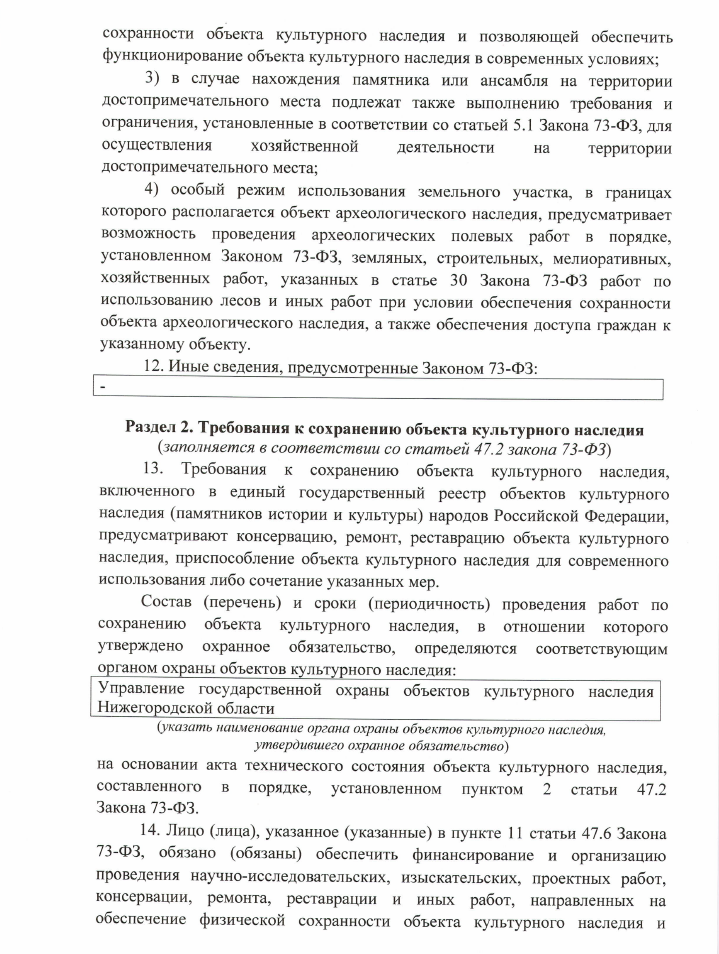 сохранности объекта культурного наследия и позволяющей обеспечить
функционирование объекта культурного наследия в современных условиях;
3) в случае нахождения памятника или ансамбля на территории
достопримечательного места подлежат также выполнению требования и
ограничения, установленные в соответствии со статьей 5.1 Закона 73-ФЗ, для
осуществления хозяйственной деятельности на территории
достопримечательного места;
4) особый режим использования земельного участка, в границах
которого располагается объект археологического наследия, предусматривает
возможность проведения археологических полевых работ в порядке,
установленном Законом 73-ФЗ, земляных, строительных, мелиоративных,
хозяйственных работ, указанных в статье 30 Закона 73-ФЗ работ по
использованию лесов и иных работ при условии обеспечения сохранности
объекта археологического наследия, а также обеспечения доступа граждан к
указанному объекту.
12. Иные сведения, предусмотренные Законом 73-ФЗ:
-
Раздел 2. Требования к сохранению объекта культурного наследия
(заполняется в соответствии со статьей 47.2 закона 73-ФЗ)
13. Требования к сохранению объекта культурного наследия,
включенного в единый государственный реестр объектов культурного
наследия (памятников истории и культуры) народов Российской Федерации,
предусматривают консервацию, ремонт, реставрацию объекта культурного
наследия, приспособление объекта культурного наследия для современного
использования либо сочетание указанных мер.
Состав (перечень) и сроки (периодичность) проведения работ по
сохранению объекта культурного наследия, в отношении которого
утверждено охранное обязательство, определяются соответствующим
органом охраны объектов культурного наследия:
Управление государственной охраны объектов культурного наследия
Нижегородской области
(указать наименование органа охраны объектов культурного наследия,
утвердившего охранное обязательство)
на основании акта технического состояния объекта культурного наследия,
составленного в порядке, установленном пунктом 2 статьи 47.2
Закона 73-ФЗ.
14. Лицо (лица), указанное (указанные) в пункте 11 статьи 47.6 Закона
73-ФЗ, обязано (обязаны) обеспечить финансирование и организацию
проведения научно-исследовательских, изыскательских, проектных работ,
консервации, ремонта, реставрации и иных работ, направленных на
обеспечение физической сохранности объекта культурного наследия и